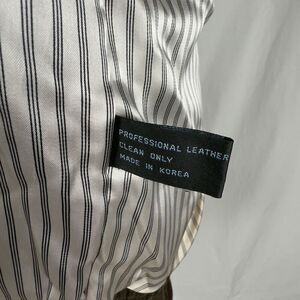 PROFESSIONAL LEATHER
CLEAN ONLY
MADE IN KOREA